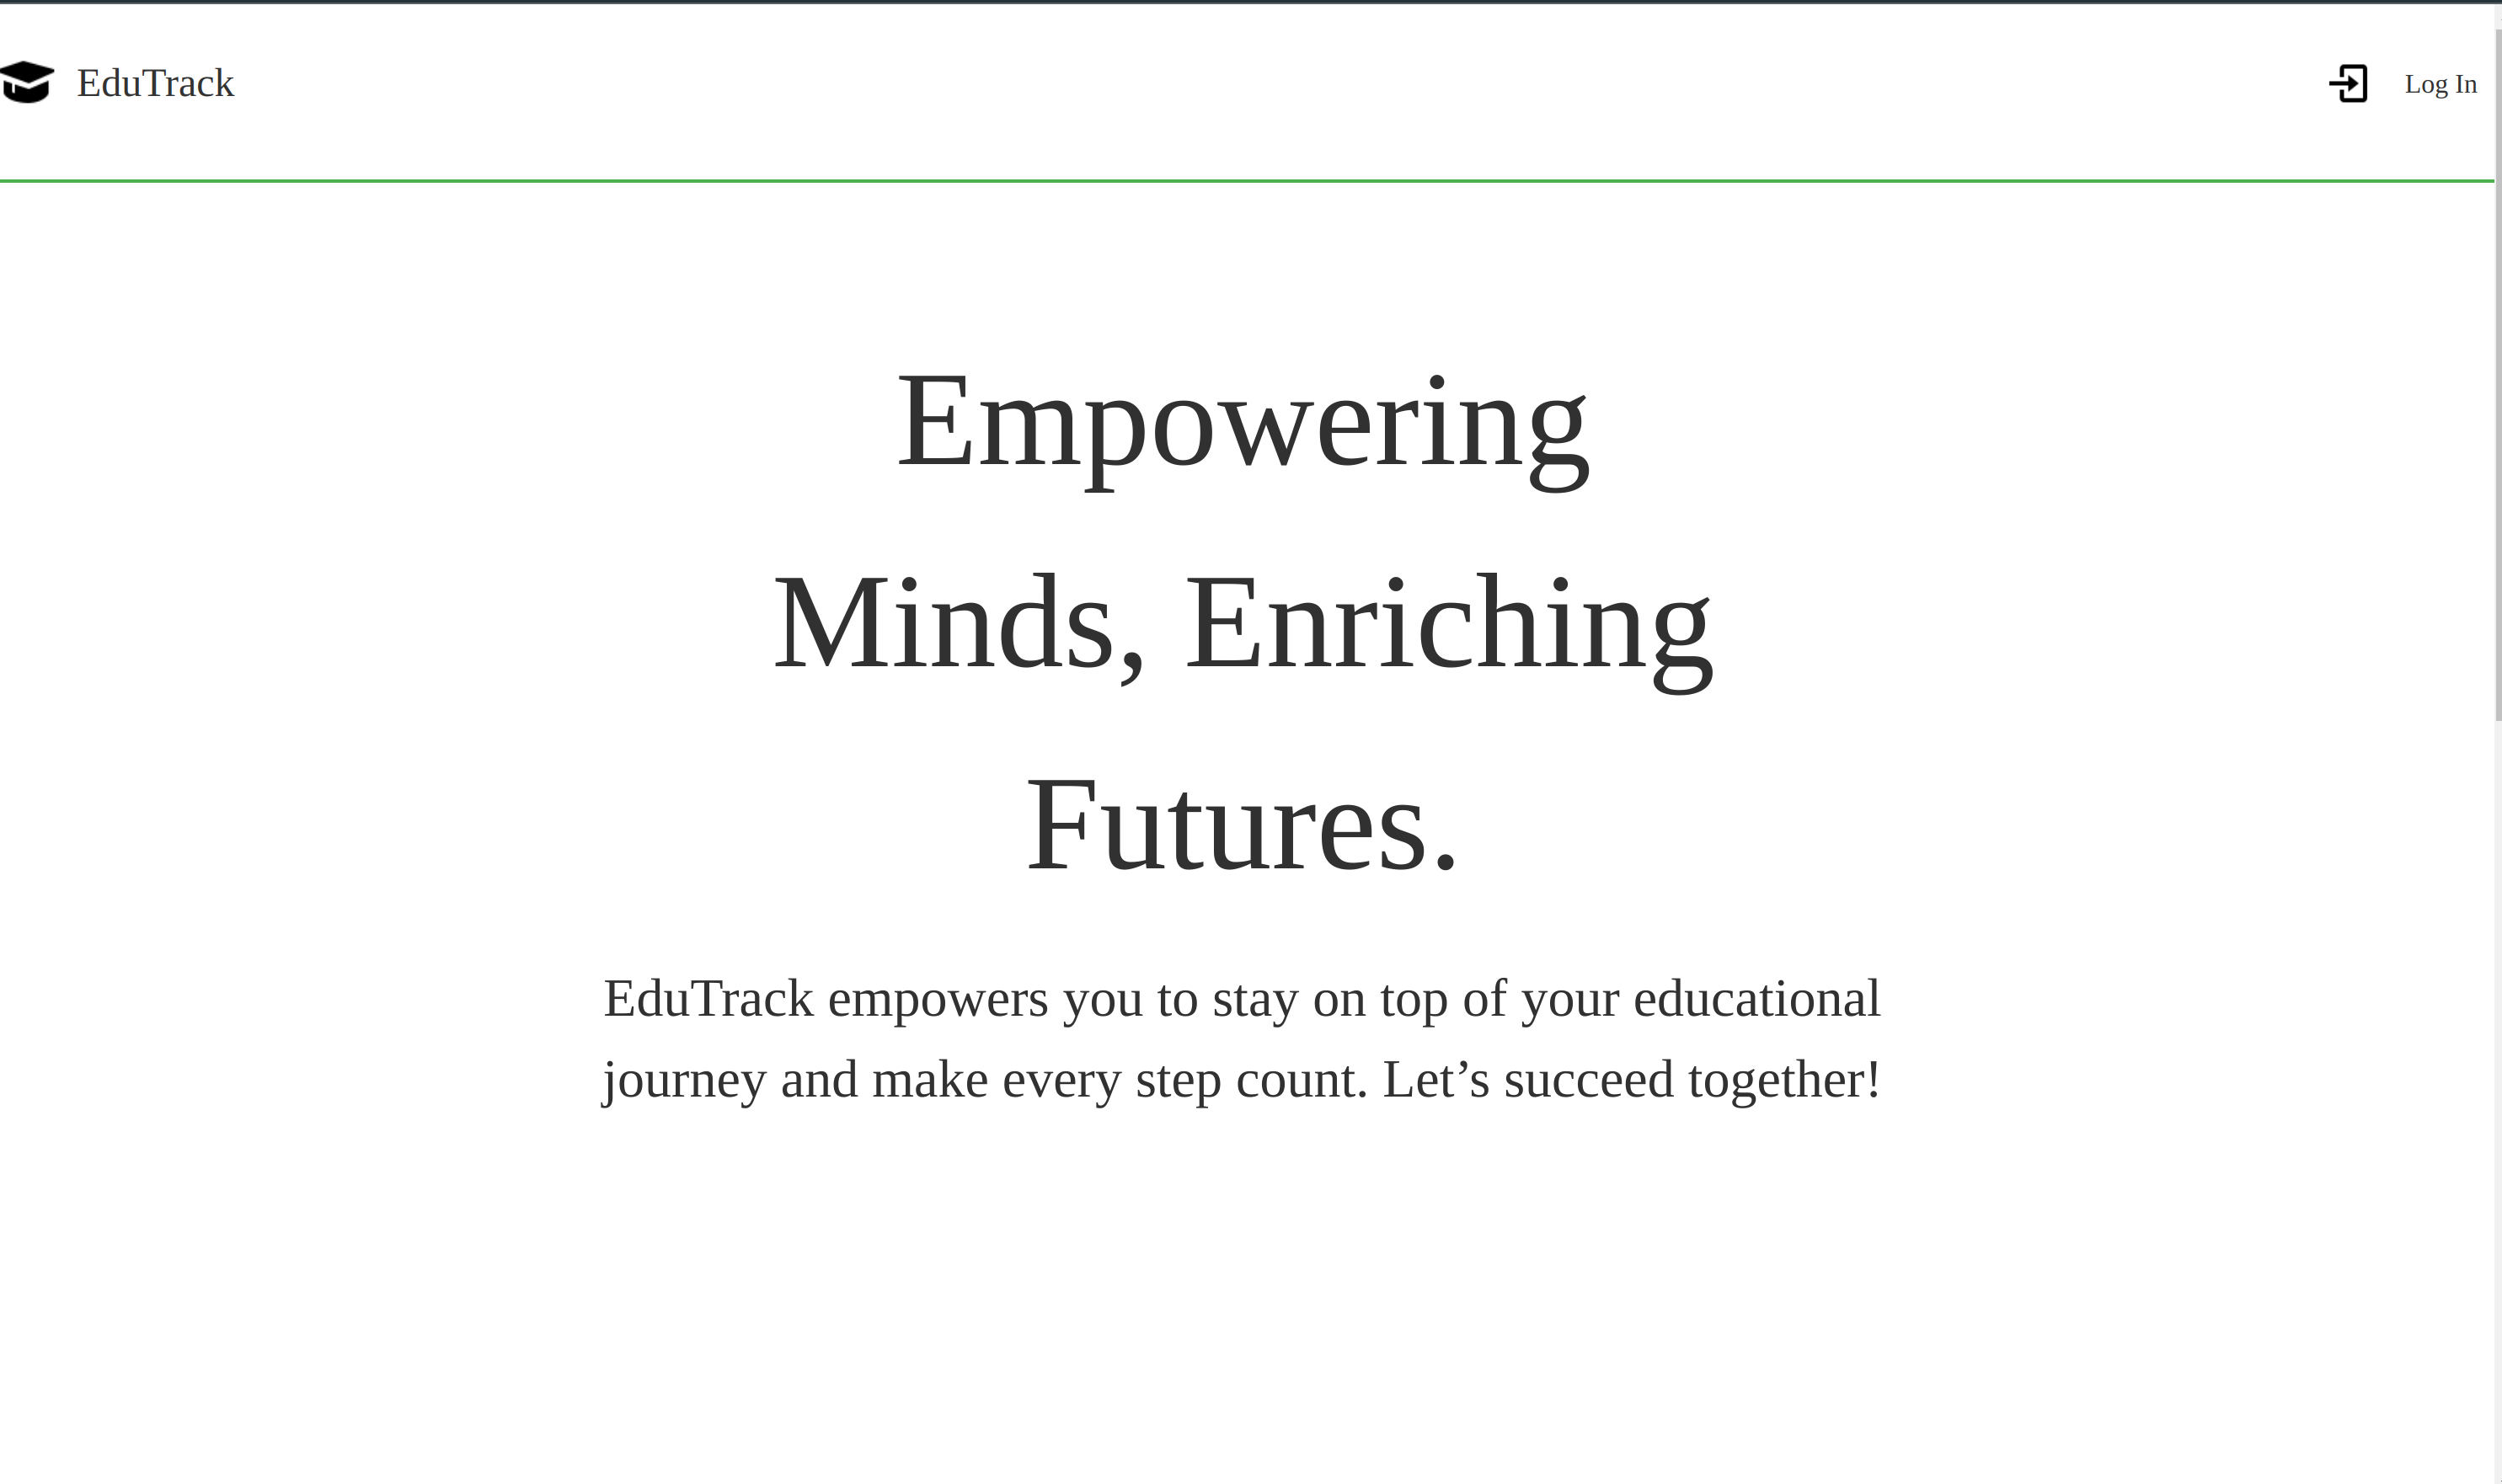 EduTrack
Log In
Empowering
Minds, Enriching
Futures.
EduTrack empowers you to stay on top of your educational
journey and make every step count. Let’s succeed together!